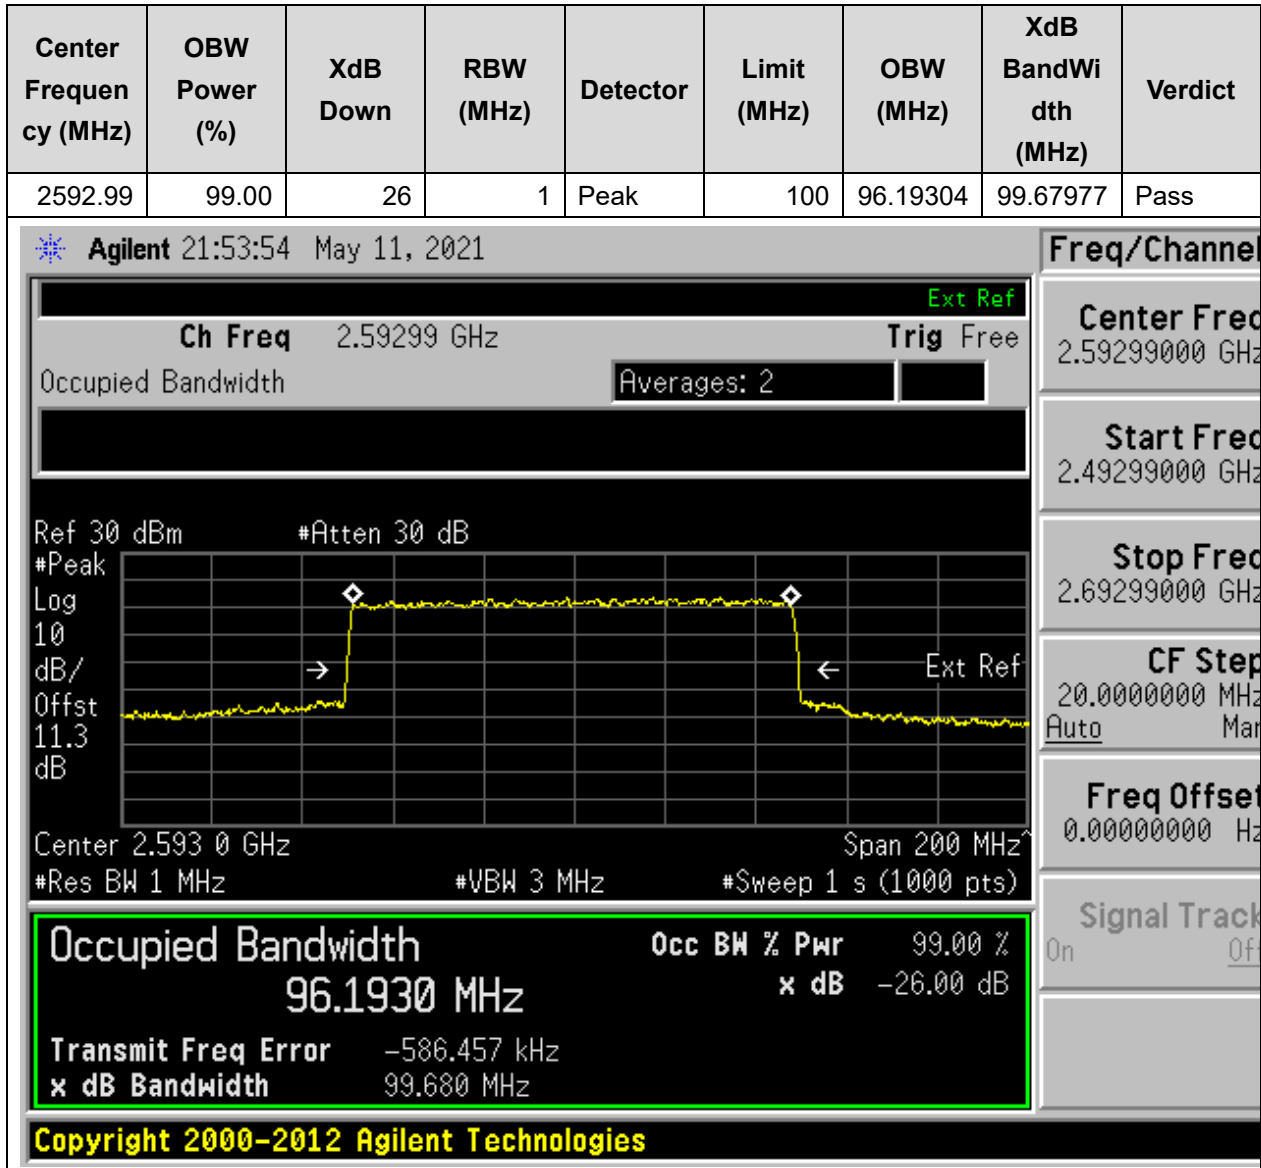 Center Frequen cy (MHz) OBW Power (%) XdB Down RBW (MHz) Detector Limit (MHz) OBW (MHz) XdB BandWi dth (MHz) Verdict
2592.99 99.00 26 1 Peak 100 96.19304 99.67977 Pass
Agilent 21:53:54 May 11, 2021 Freq/Channel
Ext Ref
Ch Freq 2.59299 GHz Trig Free
Occupied Bandwidth Averages: 2
Center Freq
2.59299000 GHz
Start Freq
2.49299000 GHz
Stop Freq
2.69299000 GHz
CF Step
20.0000000 MHz
Auto Man
Freq Offset
0.00000000 Hz
Signal Track
On Off
Ref 30 dBm #Atten 30 dB
#Peak
Log
10
dB/
Offst
11.3
dB
Ext Ref
Center 2.593 0 GHz Span 200 MHz^
#Res BW 1 MHz #VBW 3 MHz #Sweep 1 s (1000 pts)
Occupied Bandwidth Occ BW % Pwr 99.00 %
96.1930 MHz x dB -26.00 dB
Transmit Freq Error -586.457 kHz
x dB Bandwidth 99.680 MHz
Copyright 2000-2012 Agilent Technologies